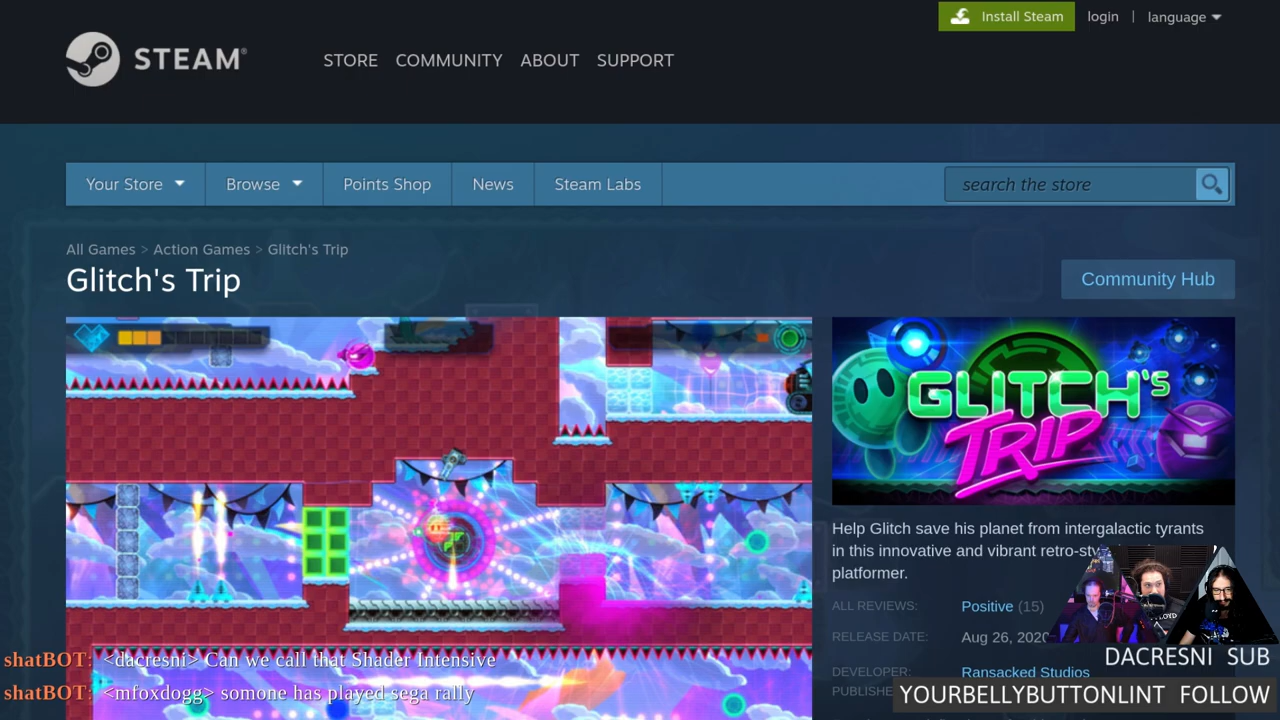 Install Steam
login | language
STEAM®
STORE COMMUNITY ABOUT SUPPORT
Your Store Browse Points Shop News Steam Labs search the store
All Games > Action Games > Glitch's Trip
Glitch's Trip
Community Hub
GLITCH'S
TRIP
Help Glitch save his planet from intergalactic tyrants
in this innovative and vibrant retro-sty
platformer.
ALL REVIEWS: Positive (15)
RELEASE DATE: Aug 26, 2020
DEVELOPER: Ransacked Studios
PUBLISHE
shatBOT: <dacresni> Can we call that Shader Intensive
shatBOT: <mfoxdogg> somone has played sega rally
DACRESNI SUB
YOURBELLYBUTTONLINT FOLLOW